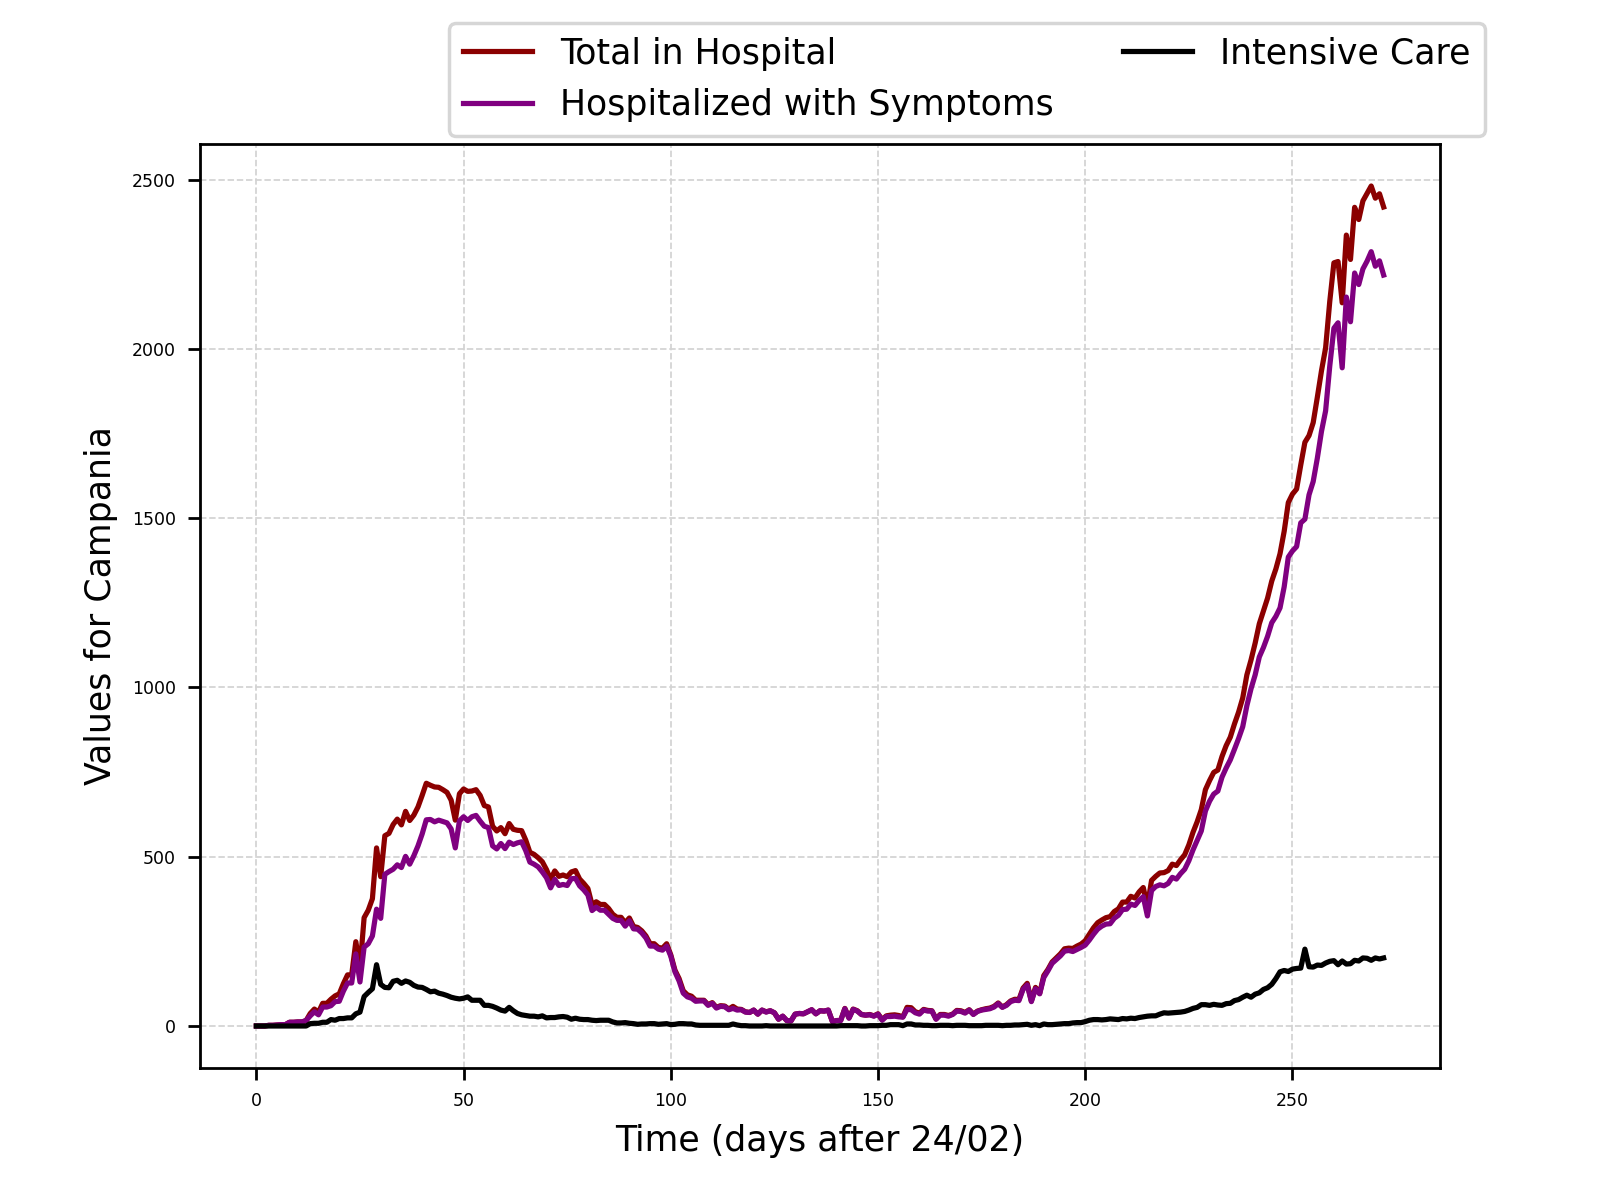 Total in Hospital
Hospitalized with Symptoms
Intensive Care
2500
2000
1500
1000
500
0
Values for Campania
0 50 100 150 200 250
Time (days after 24/02)